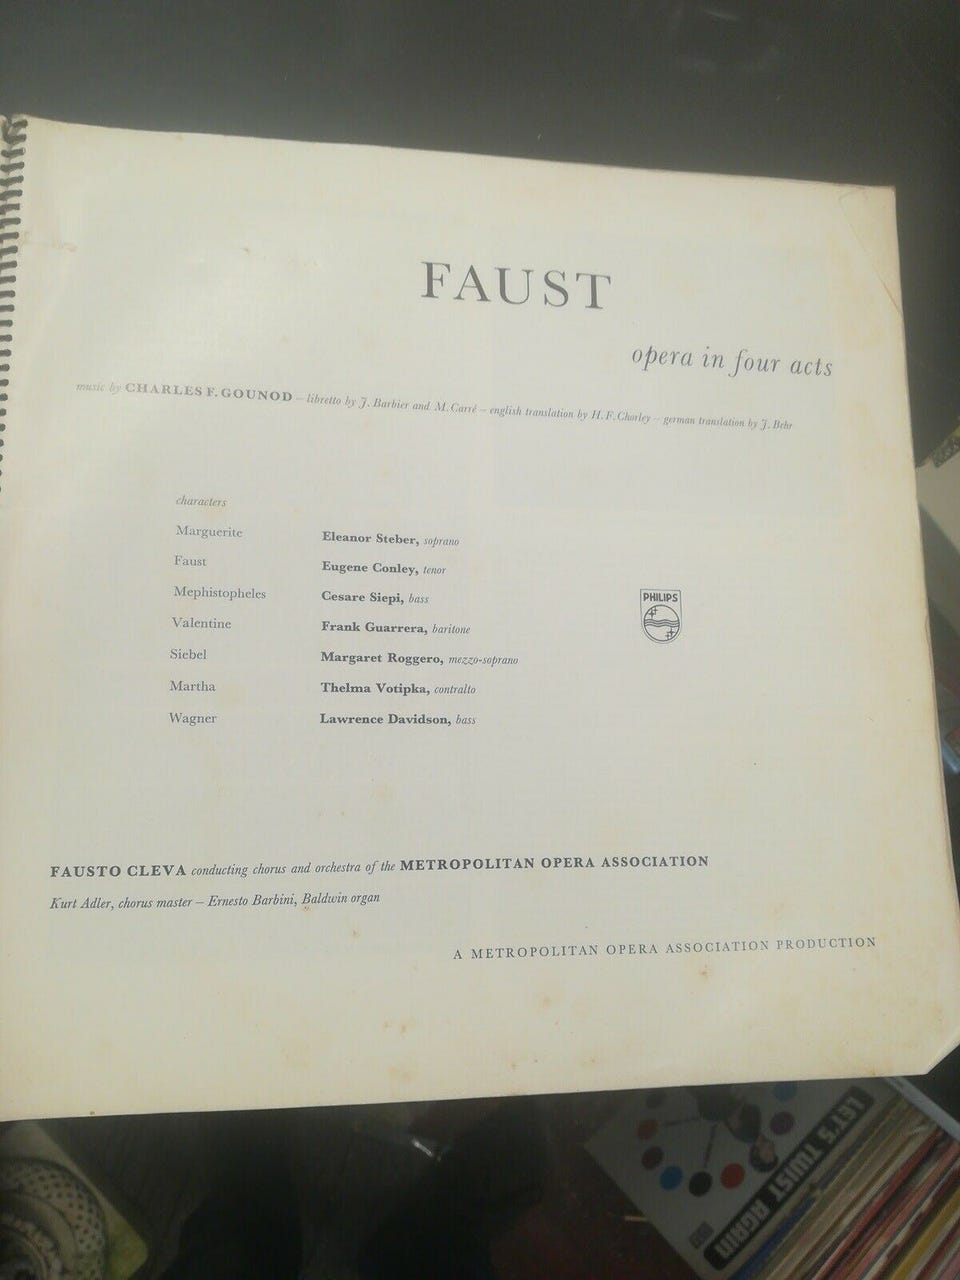 FAUST
opera in four acts
music by CHARLES F. GOUNOD – libretto by J. Barbier and M. Carré – english translation by H. F. Chorley – german translation by J. Behr
characters
Marguerite Eleanor Steber, soprano
Faust Eugene Conley, tenor
Mephistopheles Cesare Siepi, bass
Valentine Frank Guarrera, baritone
Siebel Margaret Roggero, mezzo-soprano
Martha Thelma Votipka, contralto
Wagner Lawrence Davidson, bass
PHILIPS
FAUSTO CLEVA conducting chorus and orchestra of the METROPOLITAN OPERA ASSOCIATION
Kurt Adler, chorus master – Ernesto Barbini, Baldwin organ
A METROPOLITAN OPERA ASSOCIATION PRODUCTION
LET'S TWIST AGAIN